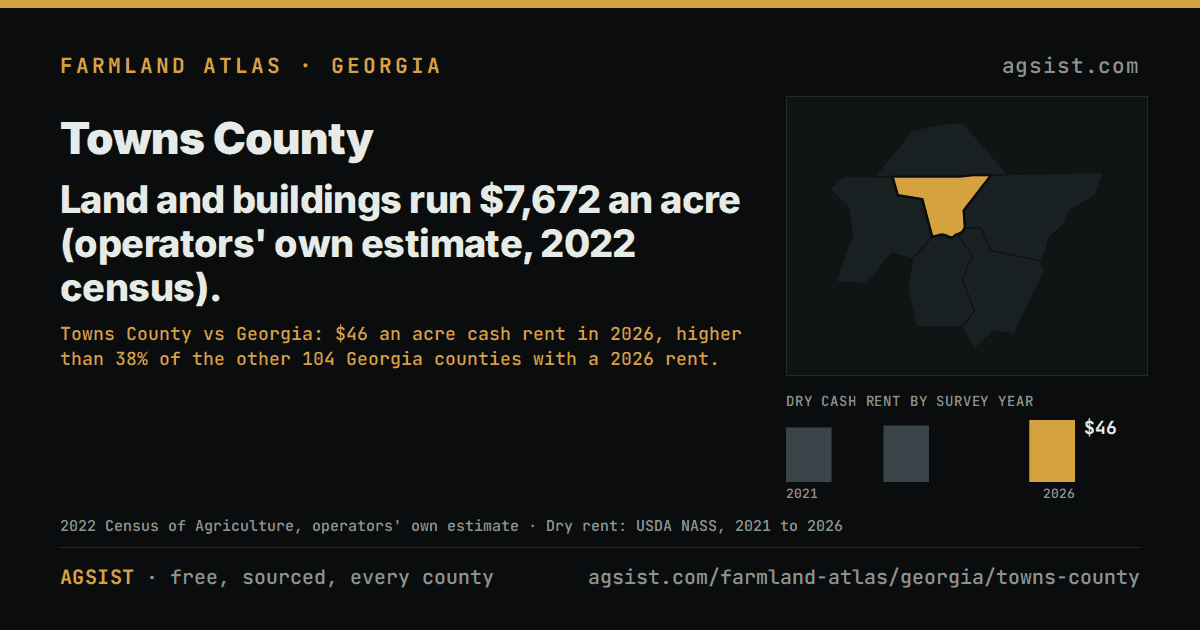 FARMLAND ATLAS · GEORGIA
agsist.com
Towns County
Land and buildings run $7,672 an acre
(operators' own estimate, 2022
census).
Towns County vs Georgia: $46 an acre cash rent in 2026, higher
than 38% of the other 104 Georgia counties with a 2026 rent.
DRY CASH RENT BY SURVEY YEAR
$46
2021
2026
2022 Census of Agriculture, operators' own estimate · Dry rent: USDA NASS, 2021 to 2026
AGSIST · free, sourced, every county
agsist.com/farmland-atlas/georgia/towns-county